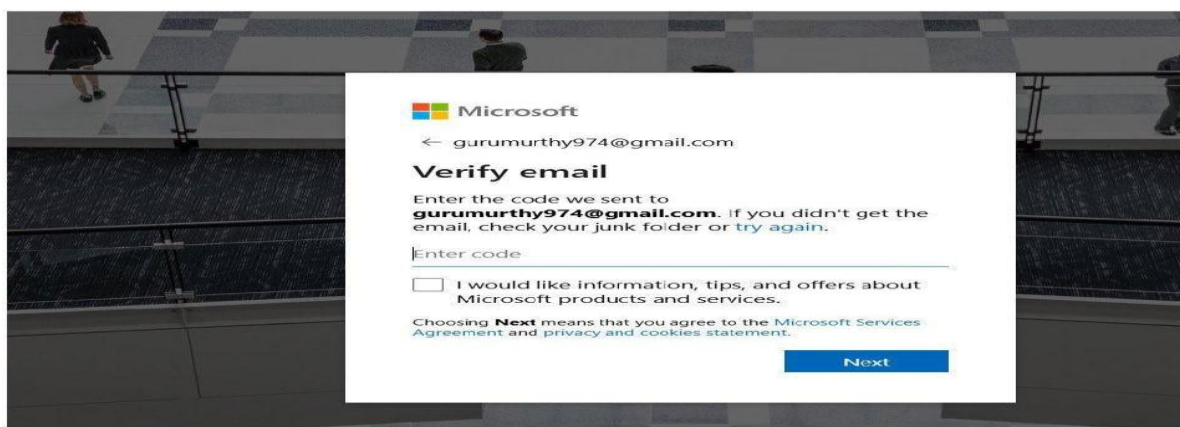 Microsoft
← gurumurthy974@gmail.com
Verify email
Enter the code we sent to
gurumurthy974@gmail.com. If you didn't get the
email, check your junk folder or try again.
Enter code
I would like information, tips, and offers about
Microsoft products and services.
Choosing Next means that you agree to the Microsoft Services
Agreement and privacy and cookies statement.
Next